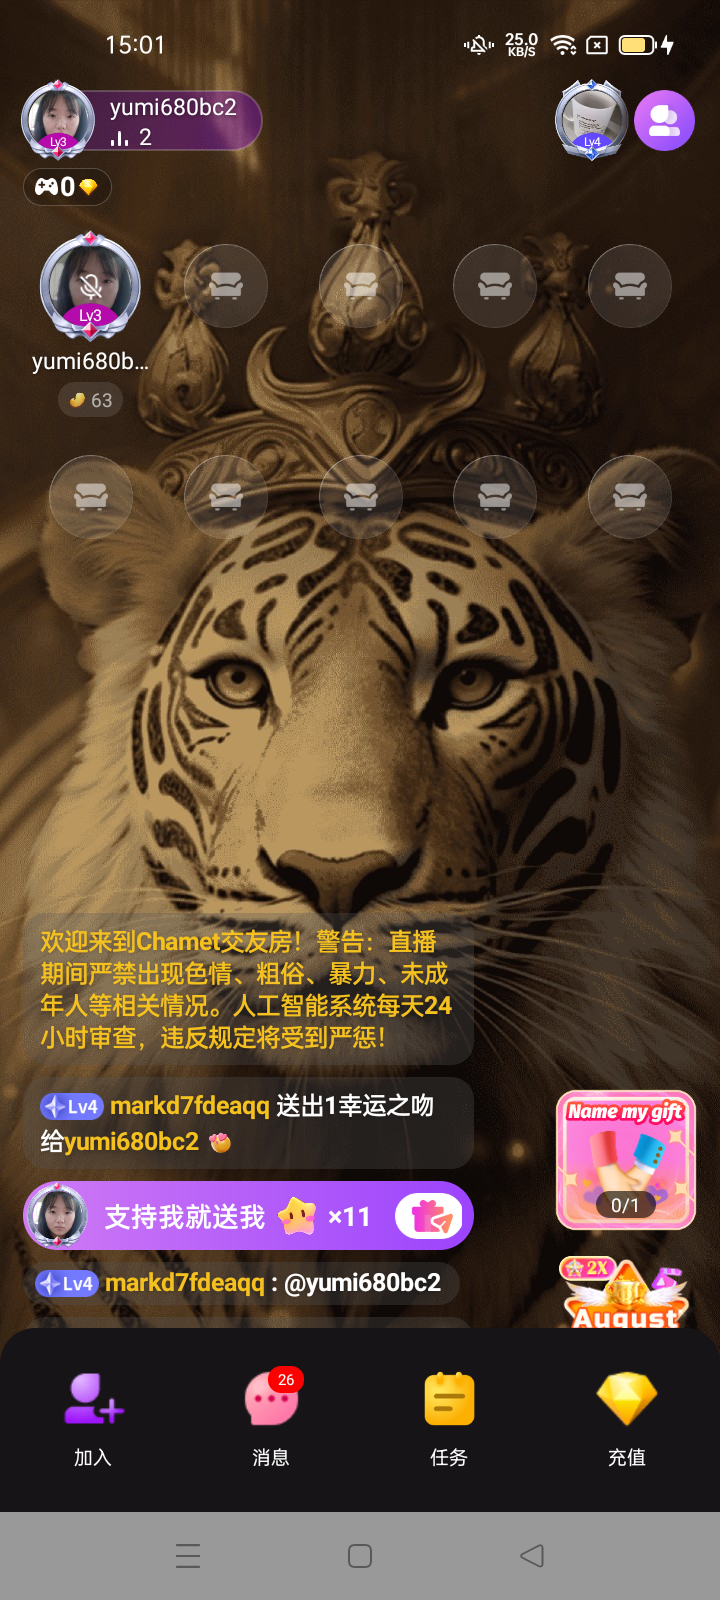 15:01
25.0
KB/S
yumi680bc2
2
Lv3
Lv4
0
Lv3
yumi680b...
63
欢迎来到Chamet交友房！警告：直播
期间严禁出现色情、粗俗、暴力、未成
年人等相关情况。人工智能系统每天24
小时审查，违反规定将受到严惩！
Lv4 markd7fdeaqq 送出1幸运之吻
给yumi680bc2
支持我就送我 ×11
Lv4 markd7fdeaqq : @yumi680bc2
Name my gift
0/1
2X
August
26
加入
消息
任务
充值